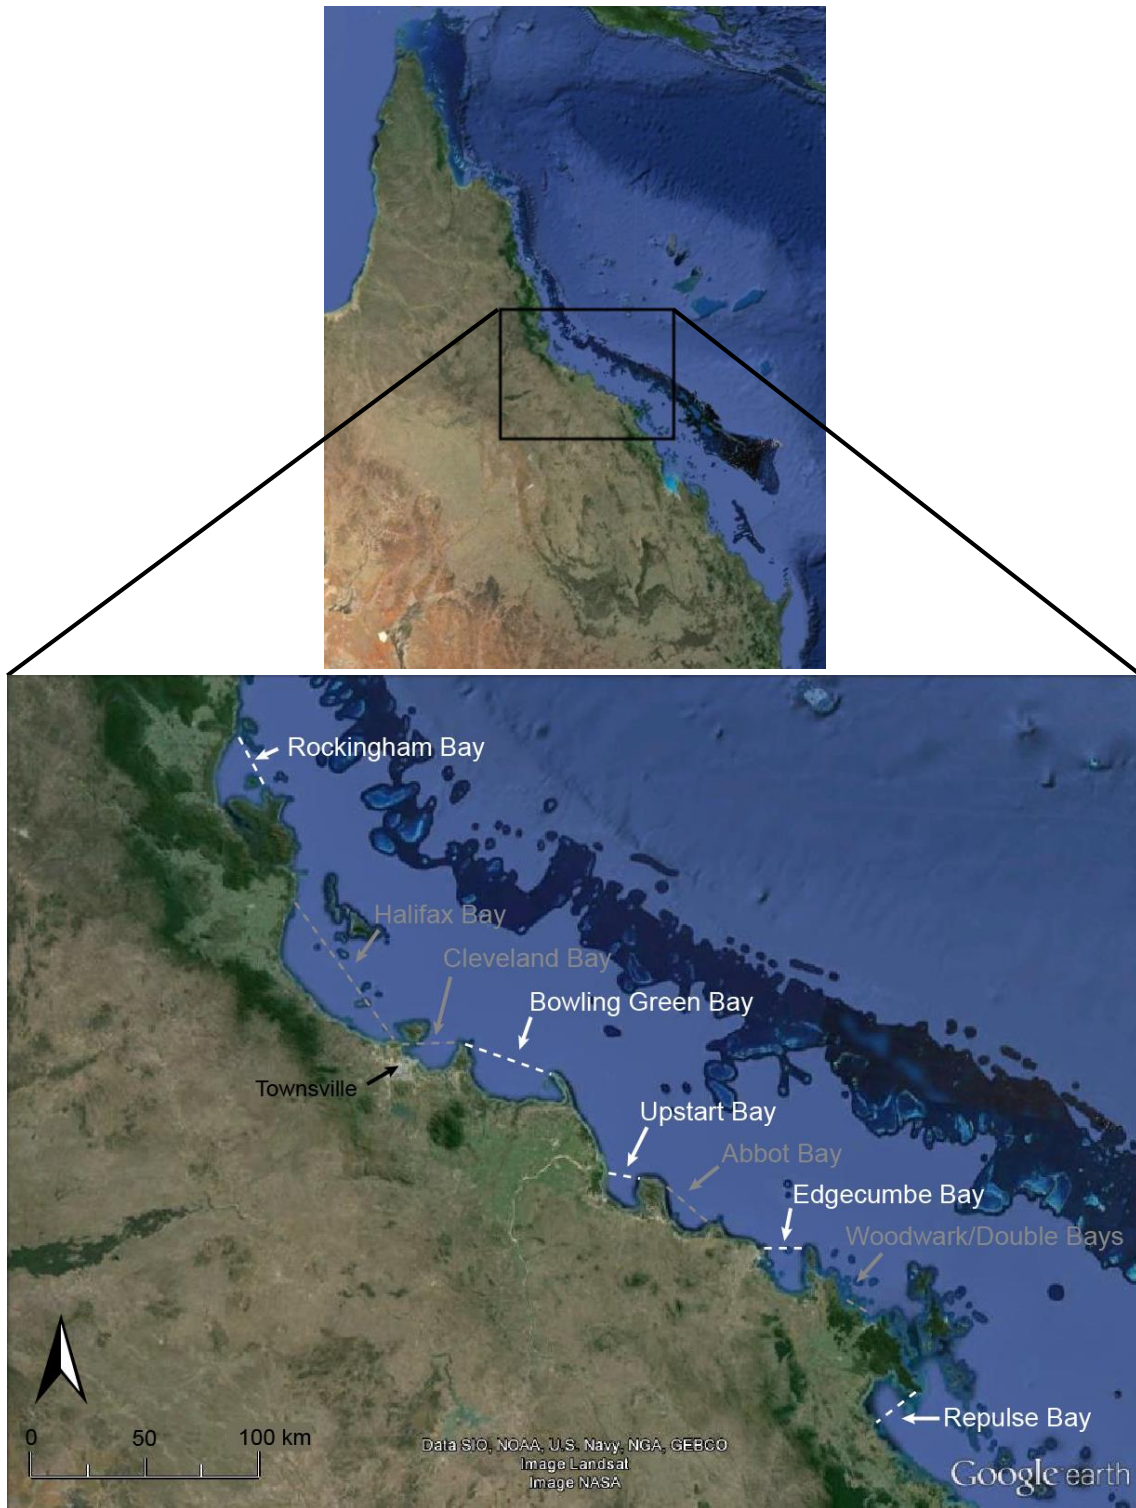 Rockingham Bay
Halifax Bay
Cleveland Bay
Bowling Green Bay
Townsville
Upstart Bay
Abbot Bay
Edgecumbe Bay
Woodwark/Double Bays
Repulse Bay
0 50 100 km
Data SIO, NOAA, U.S. Navy, NGA, GEBCO
Image Landsat
Image NASA
Google earth